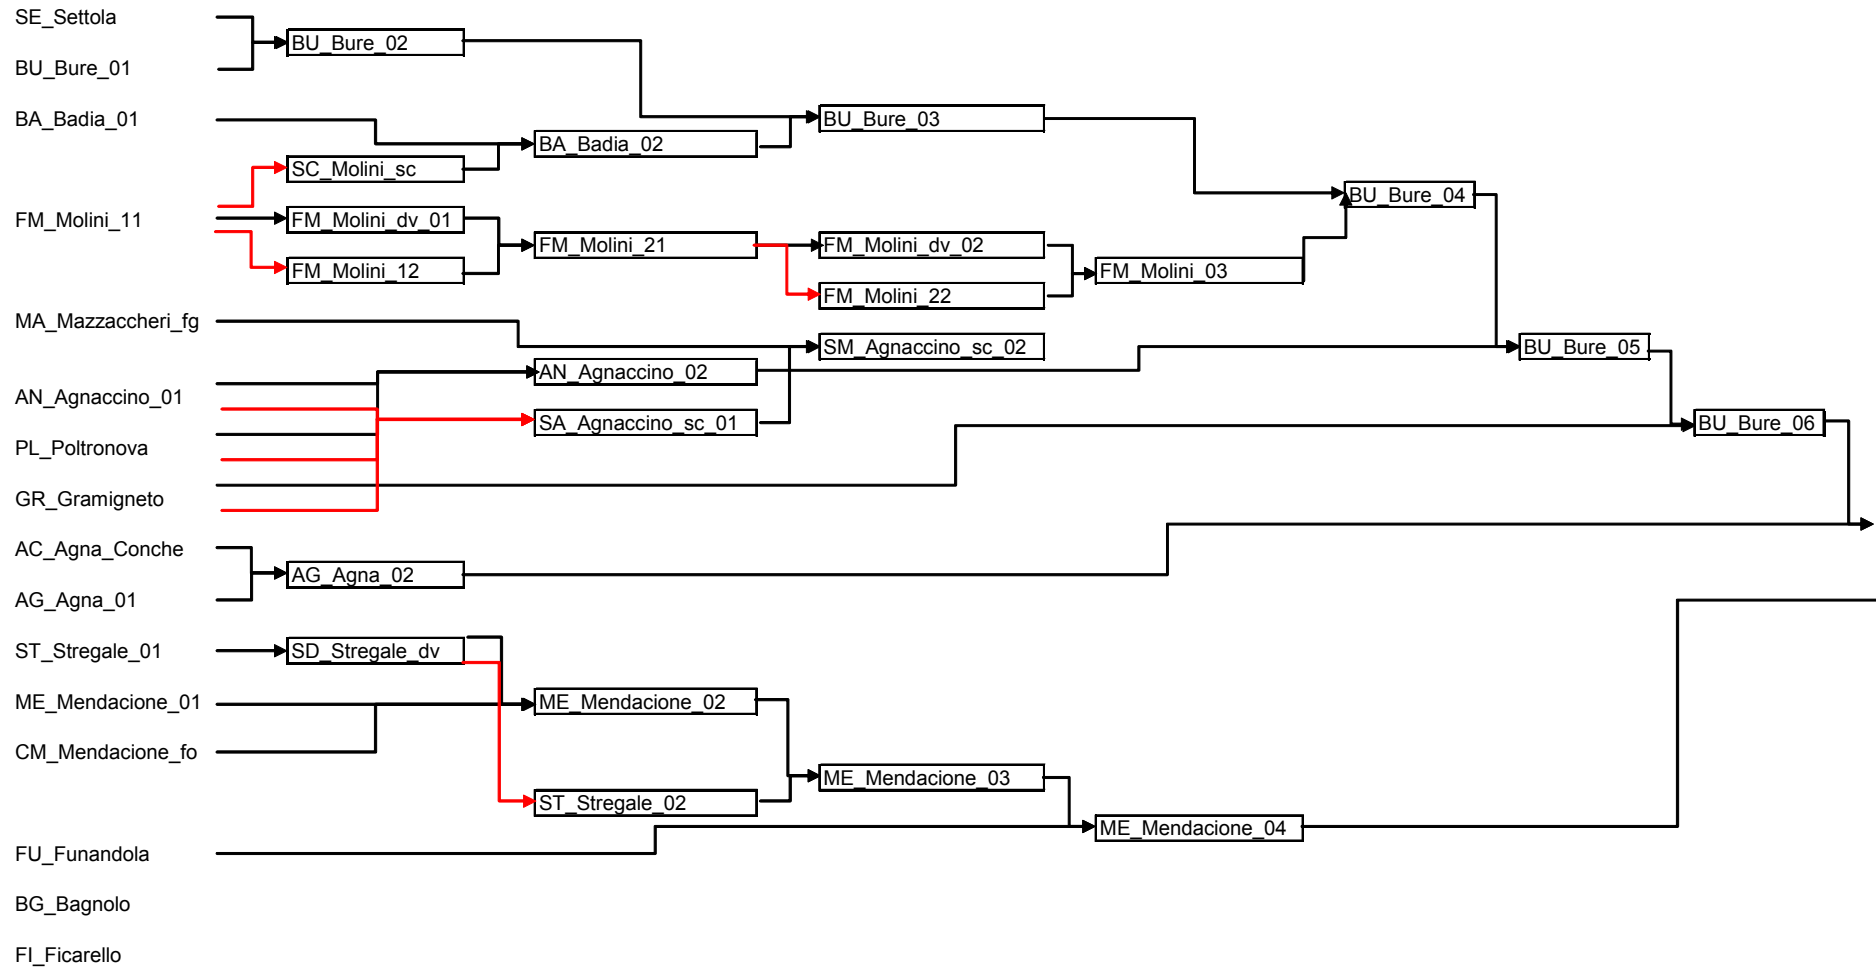 SE_Settola
BU_Bure_02
BU_Bure_01
BA_Badia_01
BU_Bure_03
BA_Badia_02
SC_Molini_sc
BU_Bure_04
FM_Molini_11
FM_Molini_dv_01
FM_Molini_21
FM_Molini_dv_02
FM_Molini_12
FM_Molini_03
FM_Molini_22
MA_Mazzaccheri_fg
SM_Agnaccino_sc_02
BU_Bure_05
AN_Agnaccino_02
AN_Agnaccino_01
SA_Agnaccino_sc_01
BU_Bure_06
PL_Poltronova
GR_Gramigneto
AC_Agna_Conche
AG_Agna_02
AG_Agna_01
ST_Stregale_01
SD_Stregale_dv
ME_Mendacione_01
ME_Mendacione_02
CM_Mendacione_fo
ME_Mendacione_03
ST_Stregale_02
ME_Mendacione_04
FU_Funandola
BG_Bagnolo
FI_Ficarello